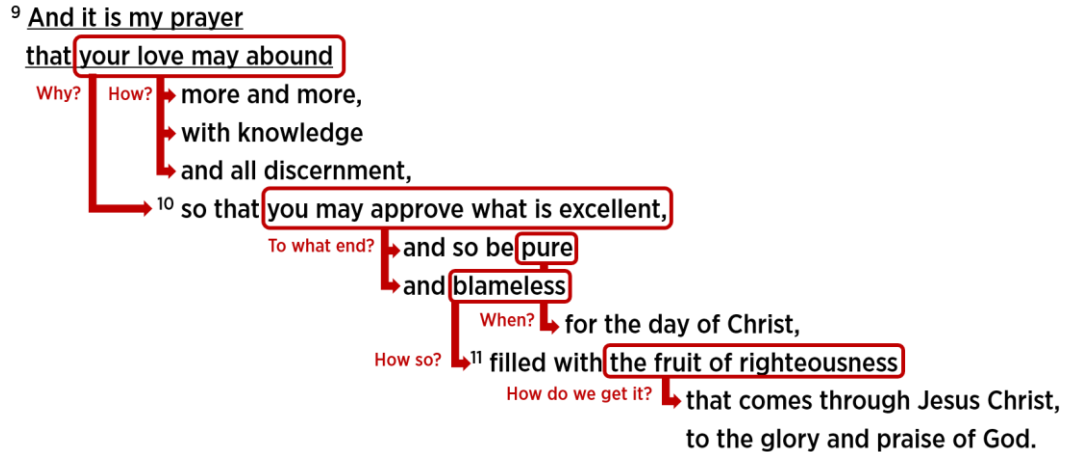 9 And it is my prayer
that your love may abound
Why? How? more and more,
with knowledge
and all discernment,
10 so that you may approve what is excellent,
To what end? and so be pure
and blameless
When? for the day of Christ,
How so? 11 filled with the fruit of righteousness
How do we get it? that comes through Jesus Christ,
to the glory and praise of God.